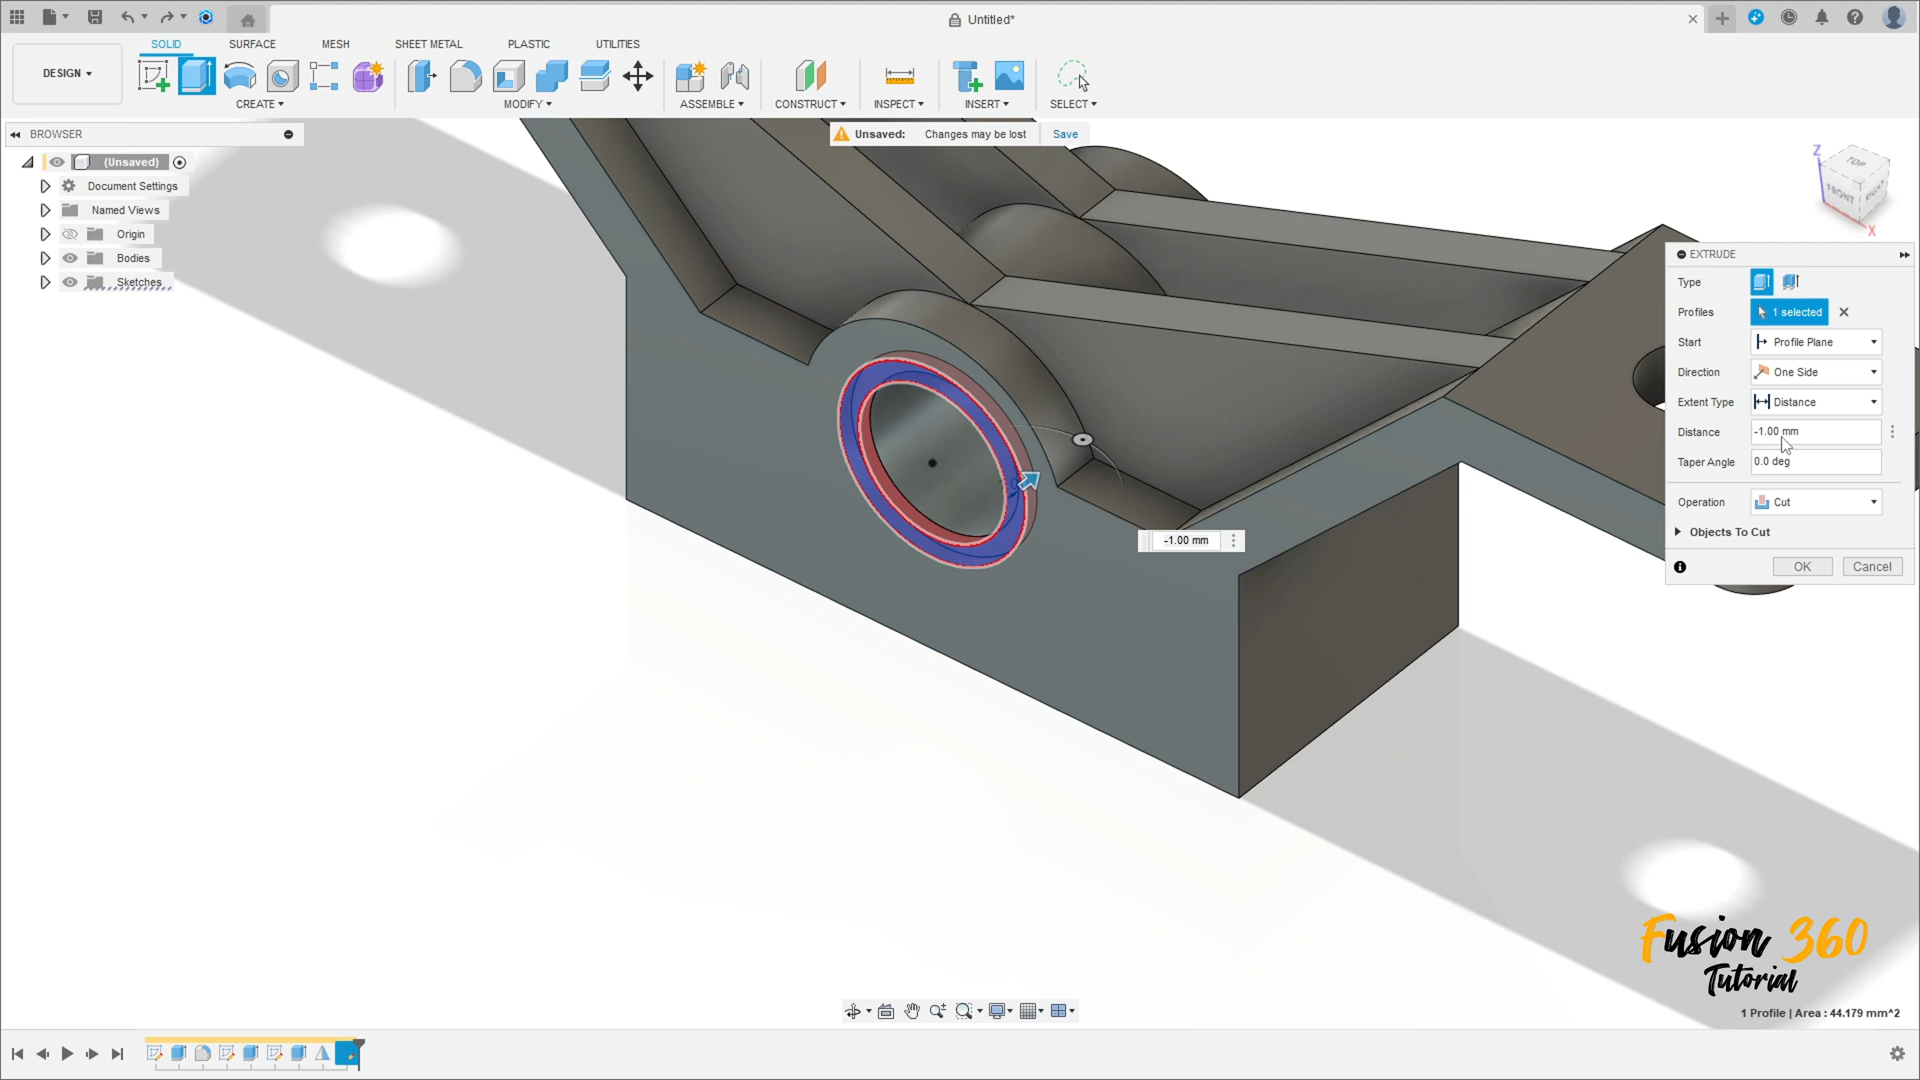 Untitled*
DESIGN
SOLID
SURFACE
MESH
SHEET METAL
PLASTIC
UTILITIES
CREATE
MODIFY
ASSEMBLE
CONSTRUCT
INSPECT
INSERT
SELECT
BROWSER
Unsaved: Changes may be lost Save
(Unsaved)
Document Settings
Named Views
Origin
Bodies
Sketches
Z
TOP
FRONT
RIGHT
X
EXTRUDE
Type
Profiles 1 selected
Start Profile Plane
Direction One Side
Extent Type Distance
Distance -1.00 mm
Taper Angle 0.0 deg
Operation Cut
Objects To Cut
OK Cancel
-1.00 mm
Fusion 360
Tutorial
1 Profile | Area : 44.179 mm^2